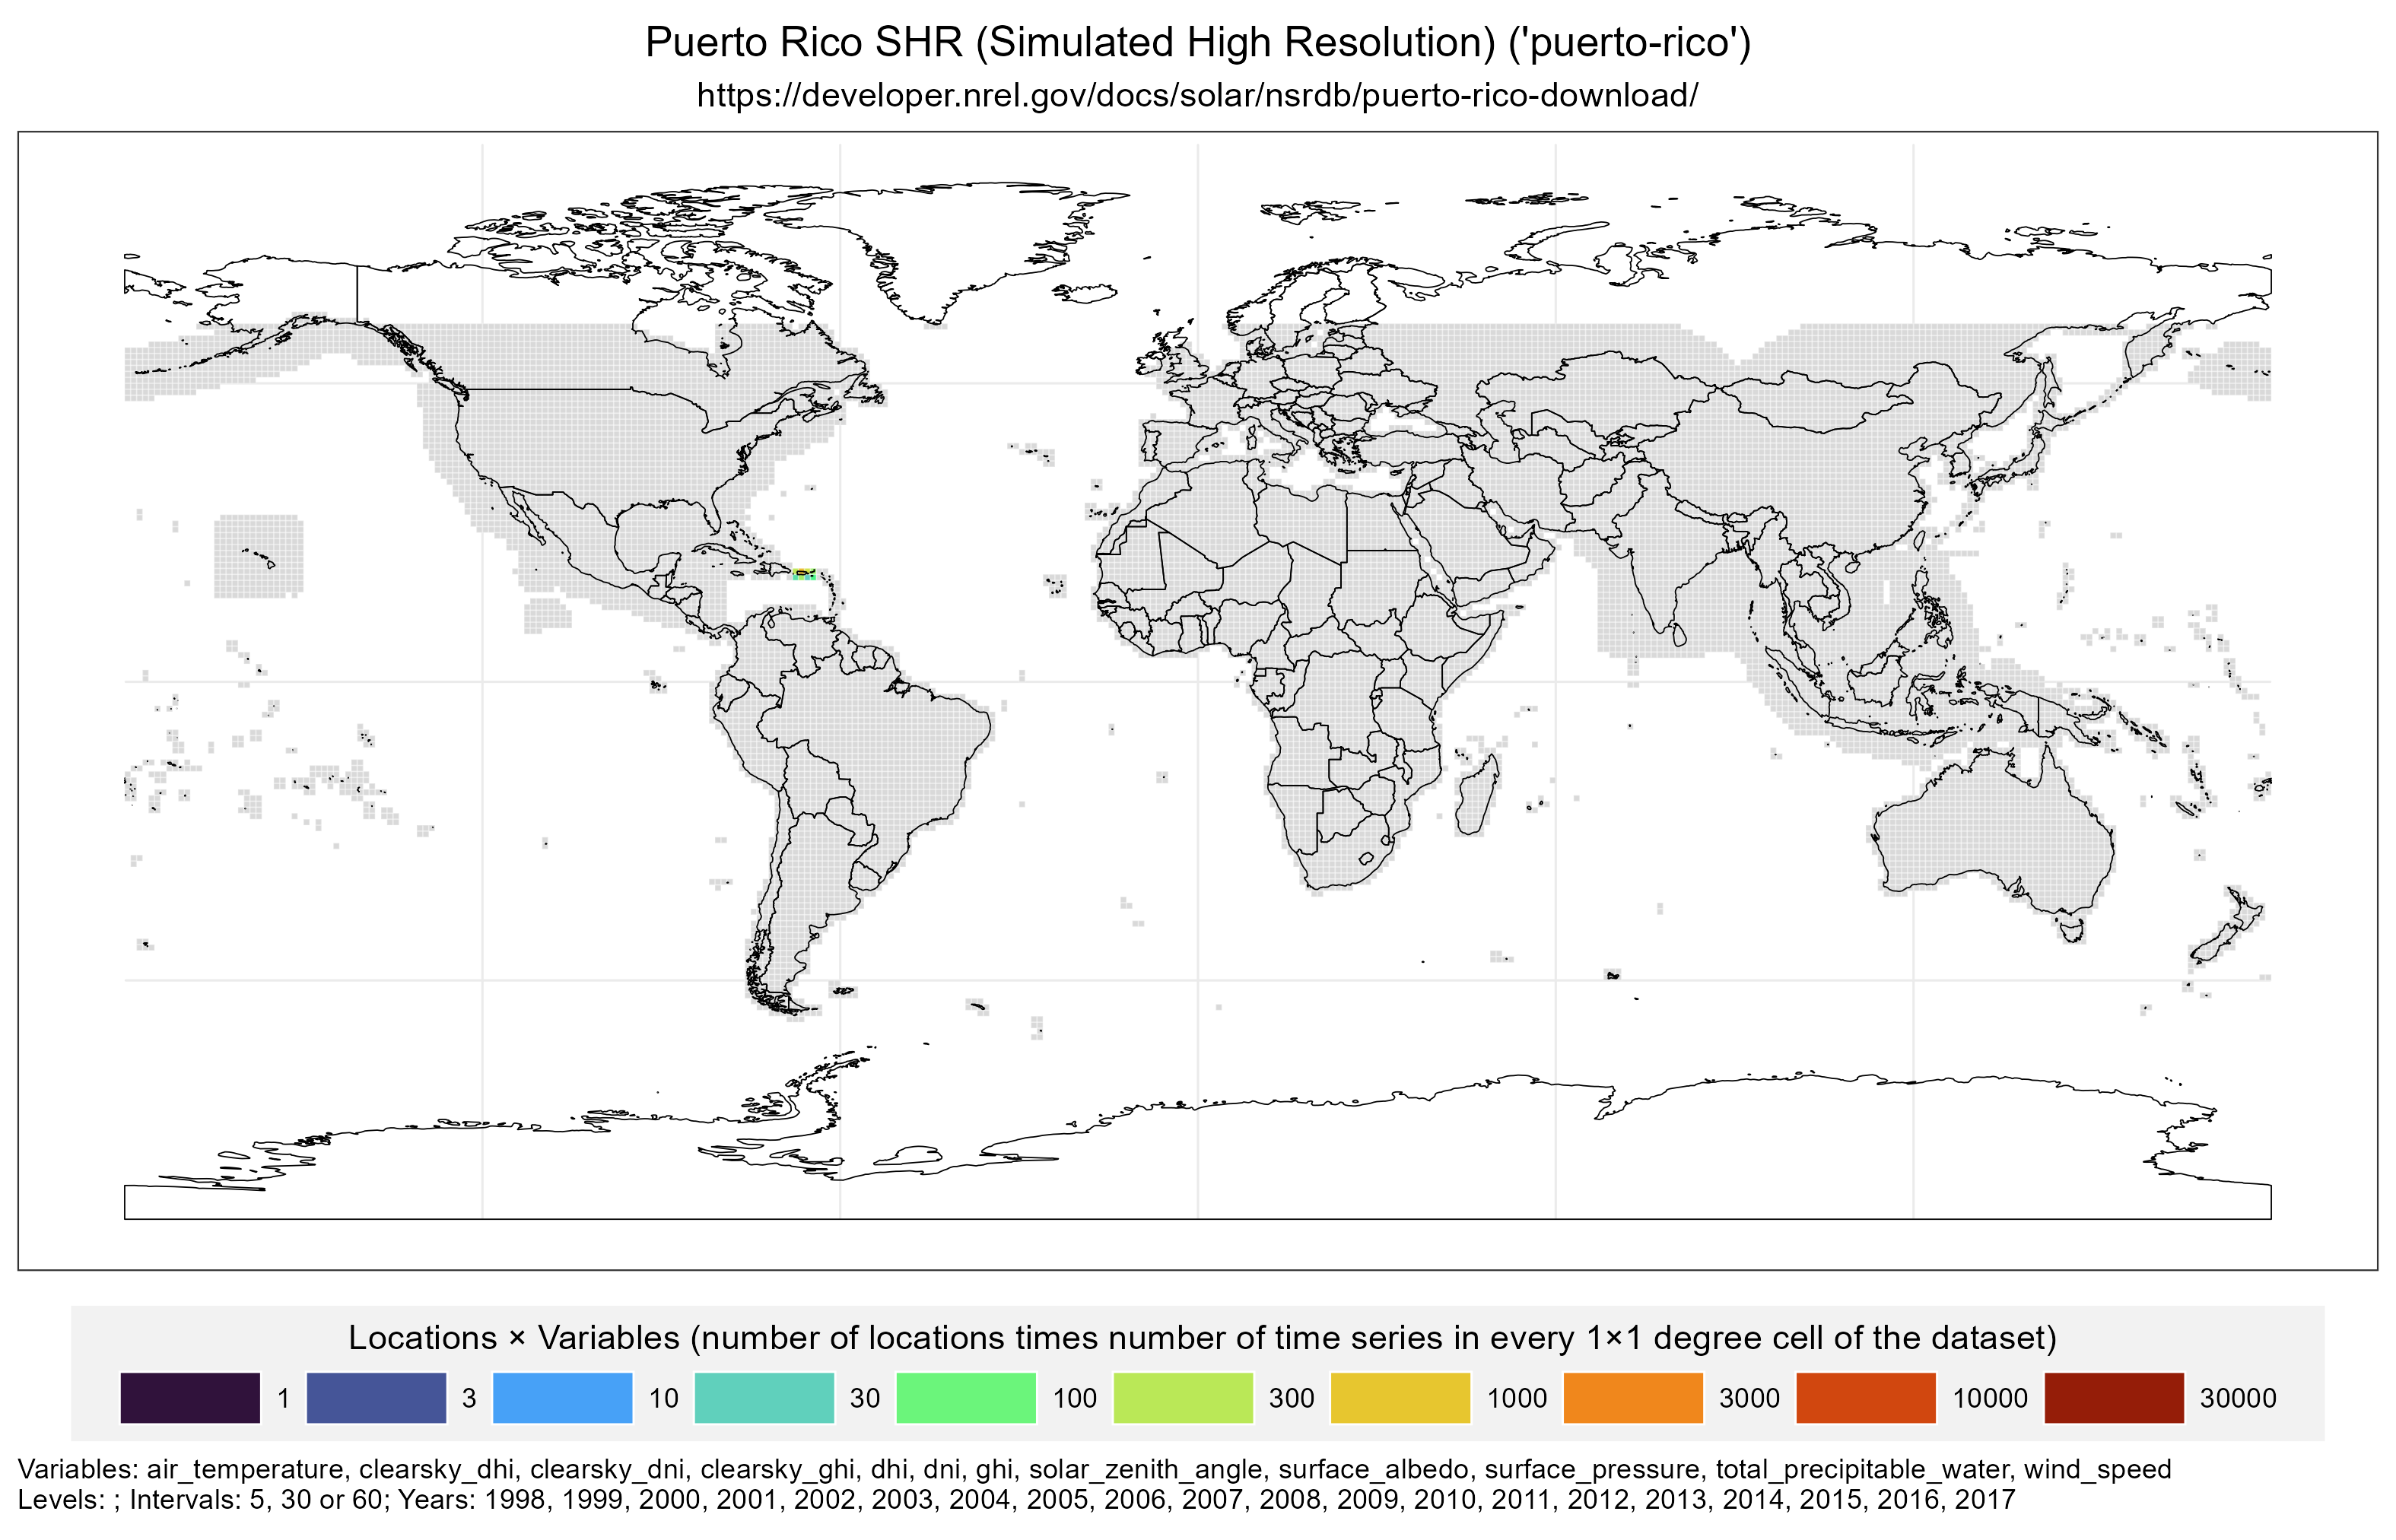 Puerto Rico SHR (Simulated High Resolution) ('puerto-rico')
https://developer.nrel.gov/docs/solar/nsrdb/puerto-rico-download/
Locations × Variables (number of locations times number of time series in every 1×1 degree cell of the dataset)
1 3 10 30 100 300 1000 3000 10000 30000
Variables: air_temperature, clearsky_dhi, clearsky_dni, clearsky_ghi, dhi, dni, ghi, solar_zenith_angle, surface_albedo, surface_pressure, total_precipitable_water, wind_speed
Levels: ; Intervals: 5, 30 or 60; Years: 1998, 1999, 2000, 2001, 2002, 2003, 2004, 2005, 2006, 2007, 2008, 2009, 2010, 2011, 2012, 2013, 2014, 2015, 2016, 2017